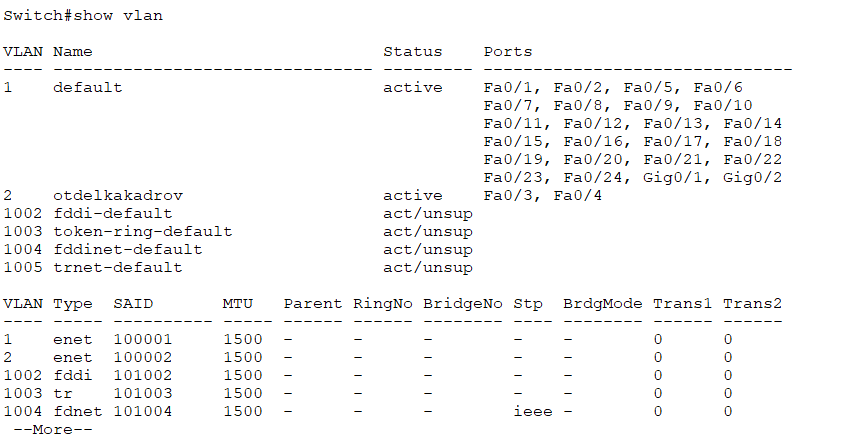 Switch#show vlan
VLAN Name                             Status    Ports
---- -------------------------------- --------- -------------------------------
1    default                          active    Fa0/1, Fa0/2, Fa0/5, Fa0/6
                                                Fa0/7, Fa0/8, Fa0/9, Fa0/10
                                                Fa0/11, Fa0/12, Fa0/13, Fa0/14
                                                Fa0/15, Fa0/16, Fa0/17, Fa0/18
                                                Fa0/19, Fa0/20, Fa0/21, Fa0/22
                                                Fa0/23, Fa0/24, Gig0/1, Gig0/2
2    otdelkakadrov                    active    Fa0/3, Fa0/4
1002 fddi-default                     act/unsup
1003 token-ring-default               act/unsup
1004 fddinet-default                  act/unsup
1005 trnet-default                    act/unsup
VLAN Type  SAID       MTU   Parent RingNo BridgeNo Stp  BrdgMode Trans1 Trans2
---- ----- ---------- ----- ------ ------ -------- ---- -------- ------ ------
1    enet  100001     1500  -      -      -        -    -        0      0
2    enet  100002     1500  -      -      -        -    -        0      0
1002 fddi  101002     1500  -      -      -        -    -        0      0
1003 tr    101003     1500  -      -      -        -    -        0      0
1004 fdnet 101004     1500  -      -      -        ieee -        0      0
 --More--